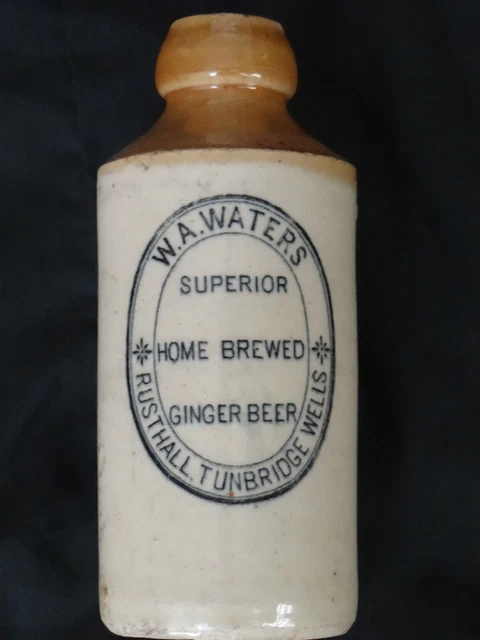 W.A.WATERS
SUPERIOR
HOME BREWED
GINGER BEER
RUSTHALL, TUNBRIDGE WELLS